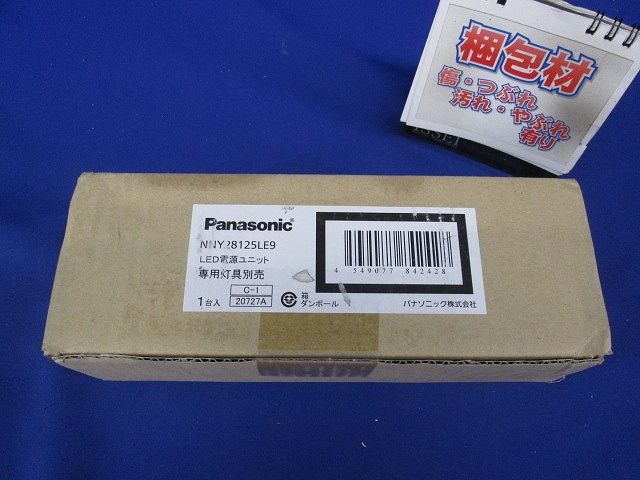 梱包材
傷・つぶれ
汚れ・やぶれ
有り
Panasonic®
NNY28125LE9
LED電源ユニット
専用灯具別売
C-1
1台入
20727A
箱
ダンボール
4 549077 842428
パナソニック株式会社